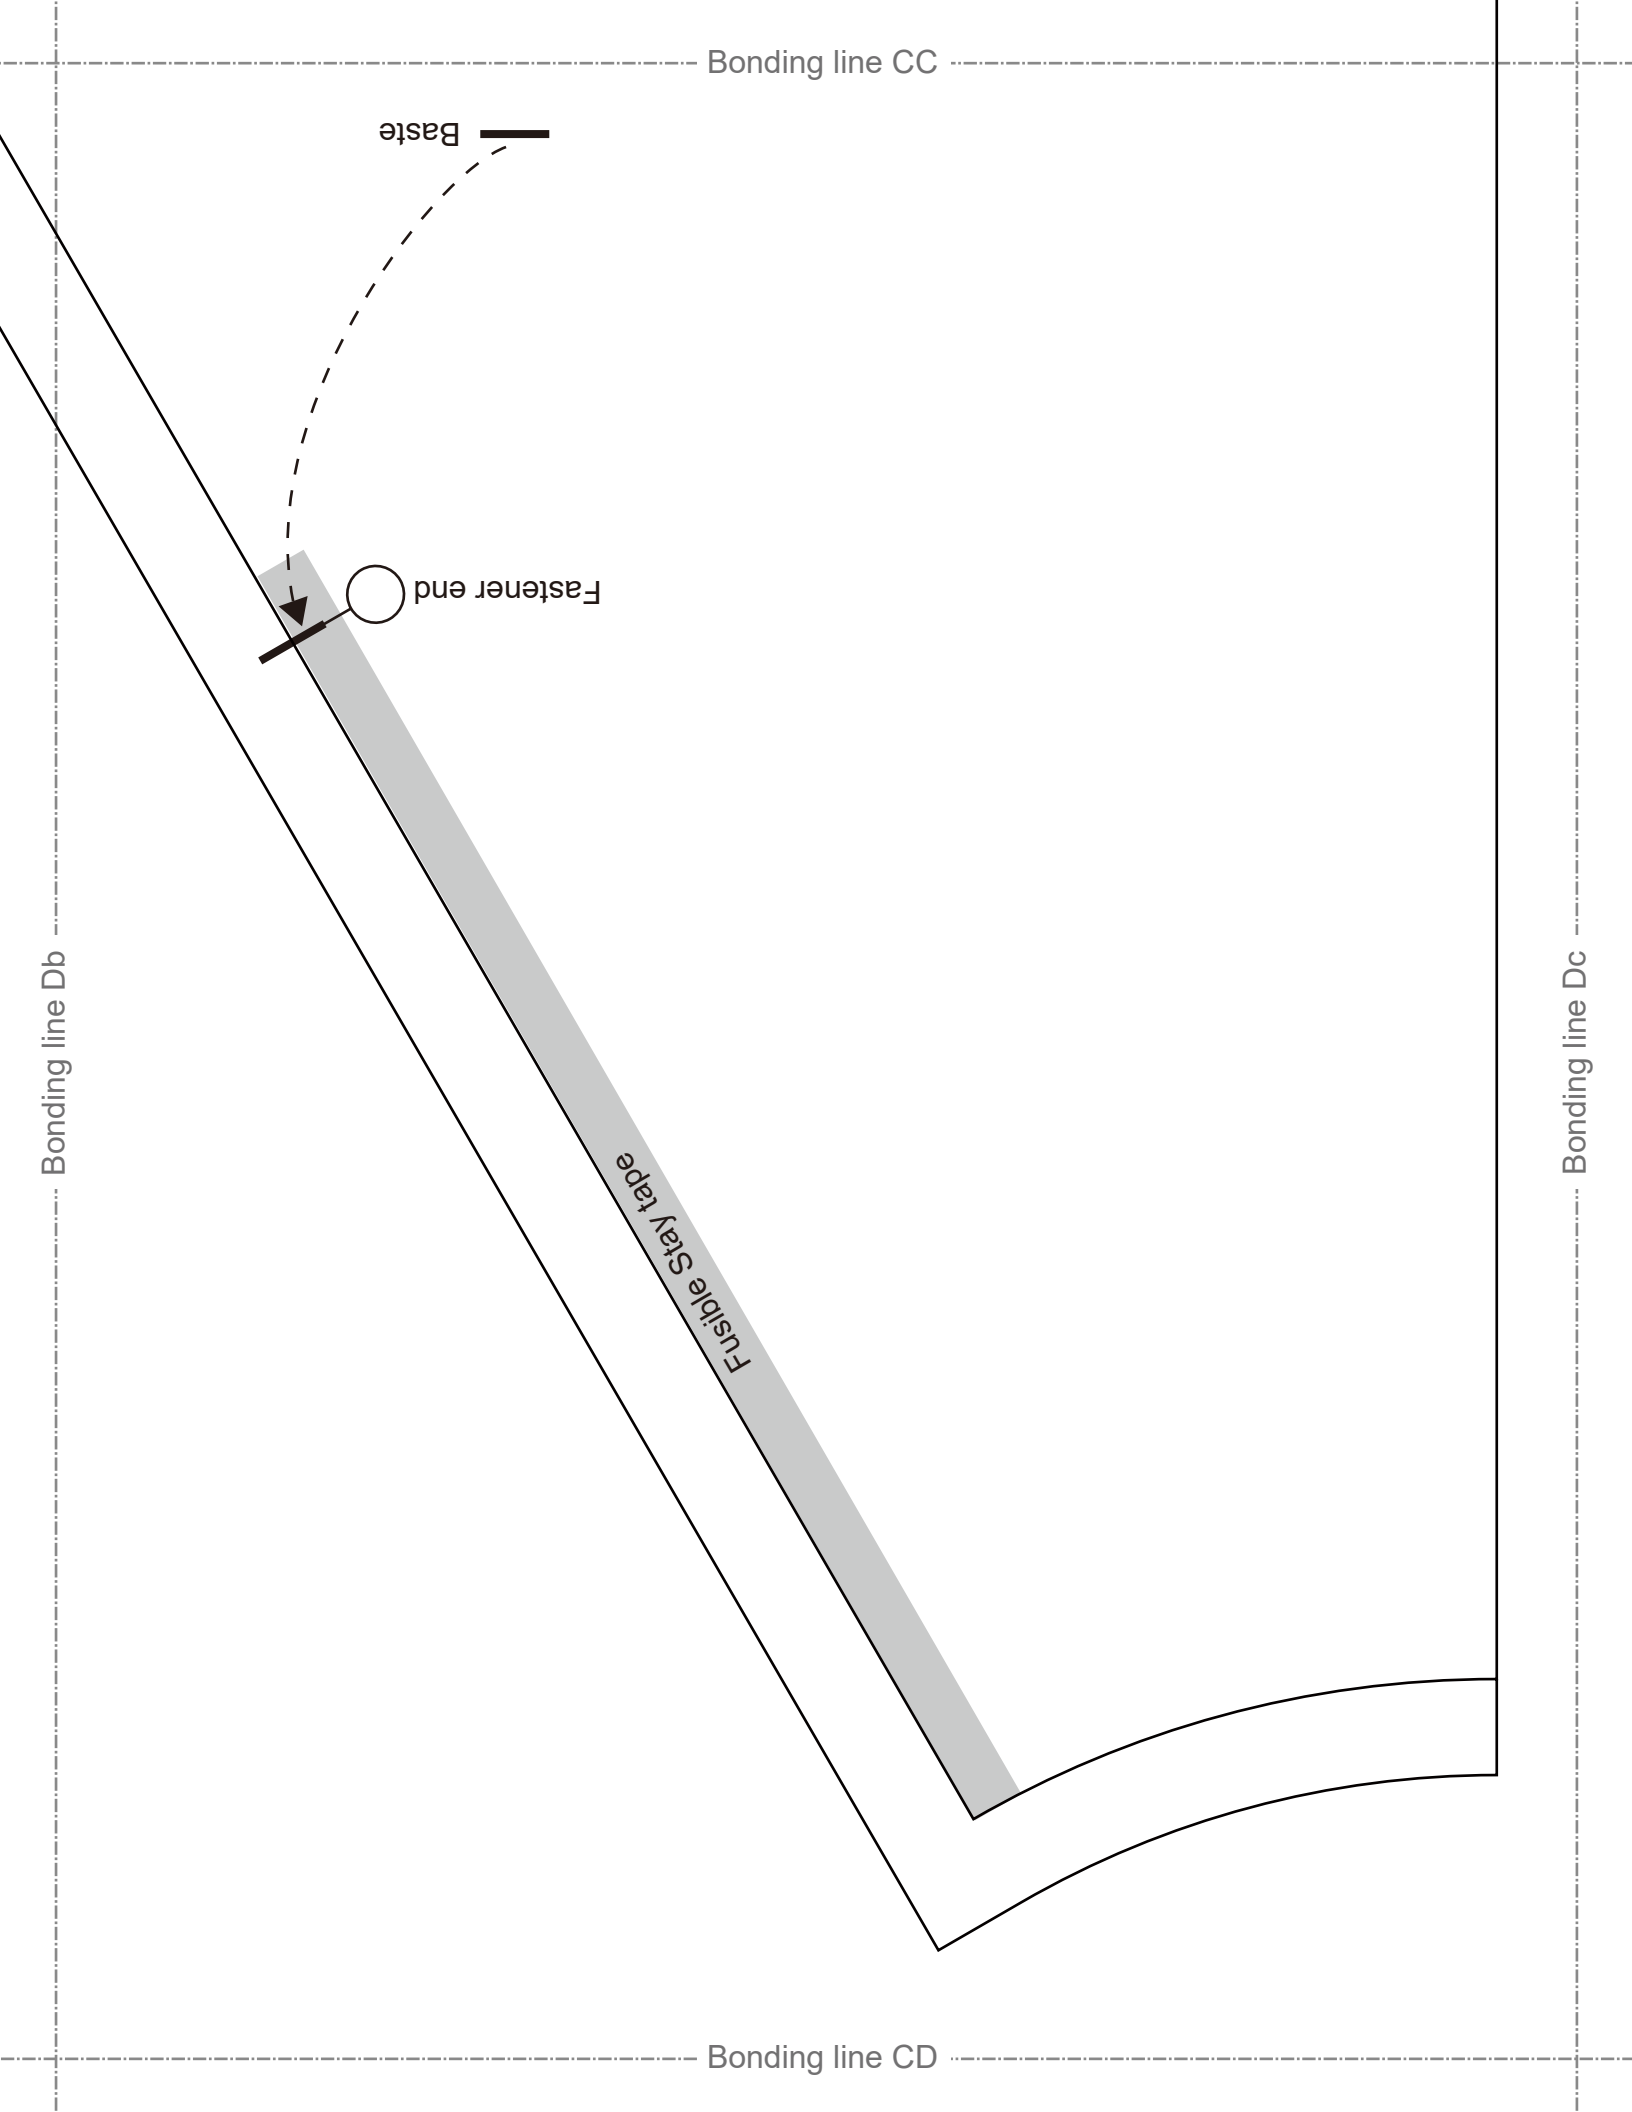 Bonding line CC
Baste
Fastener end
Bonding line Db
Bonding line Dc
Fusible Stay tape
Bonding line CD